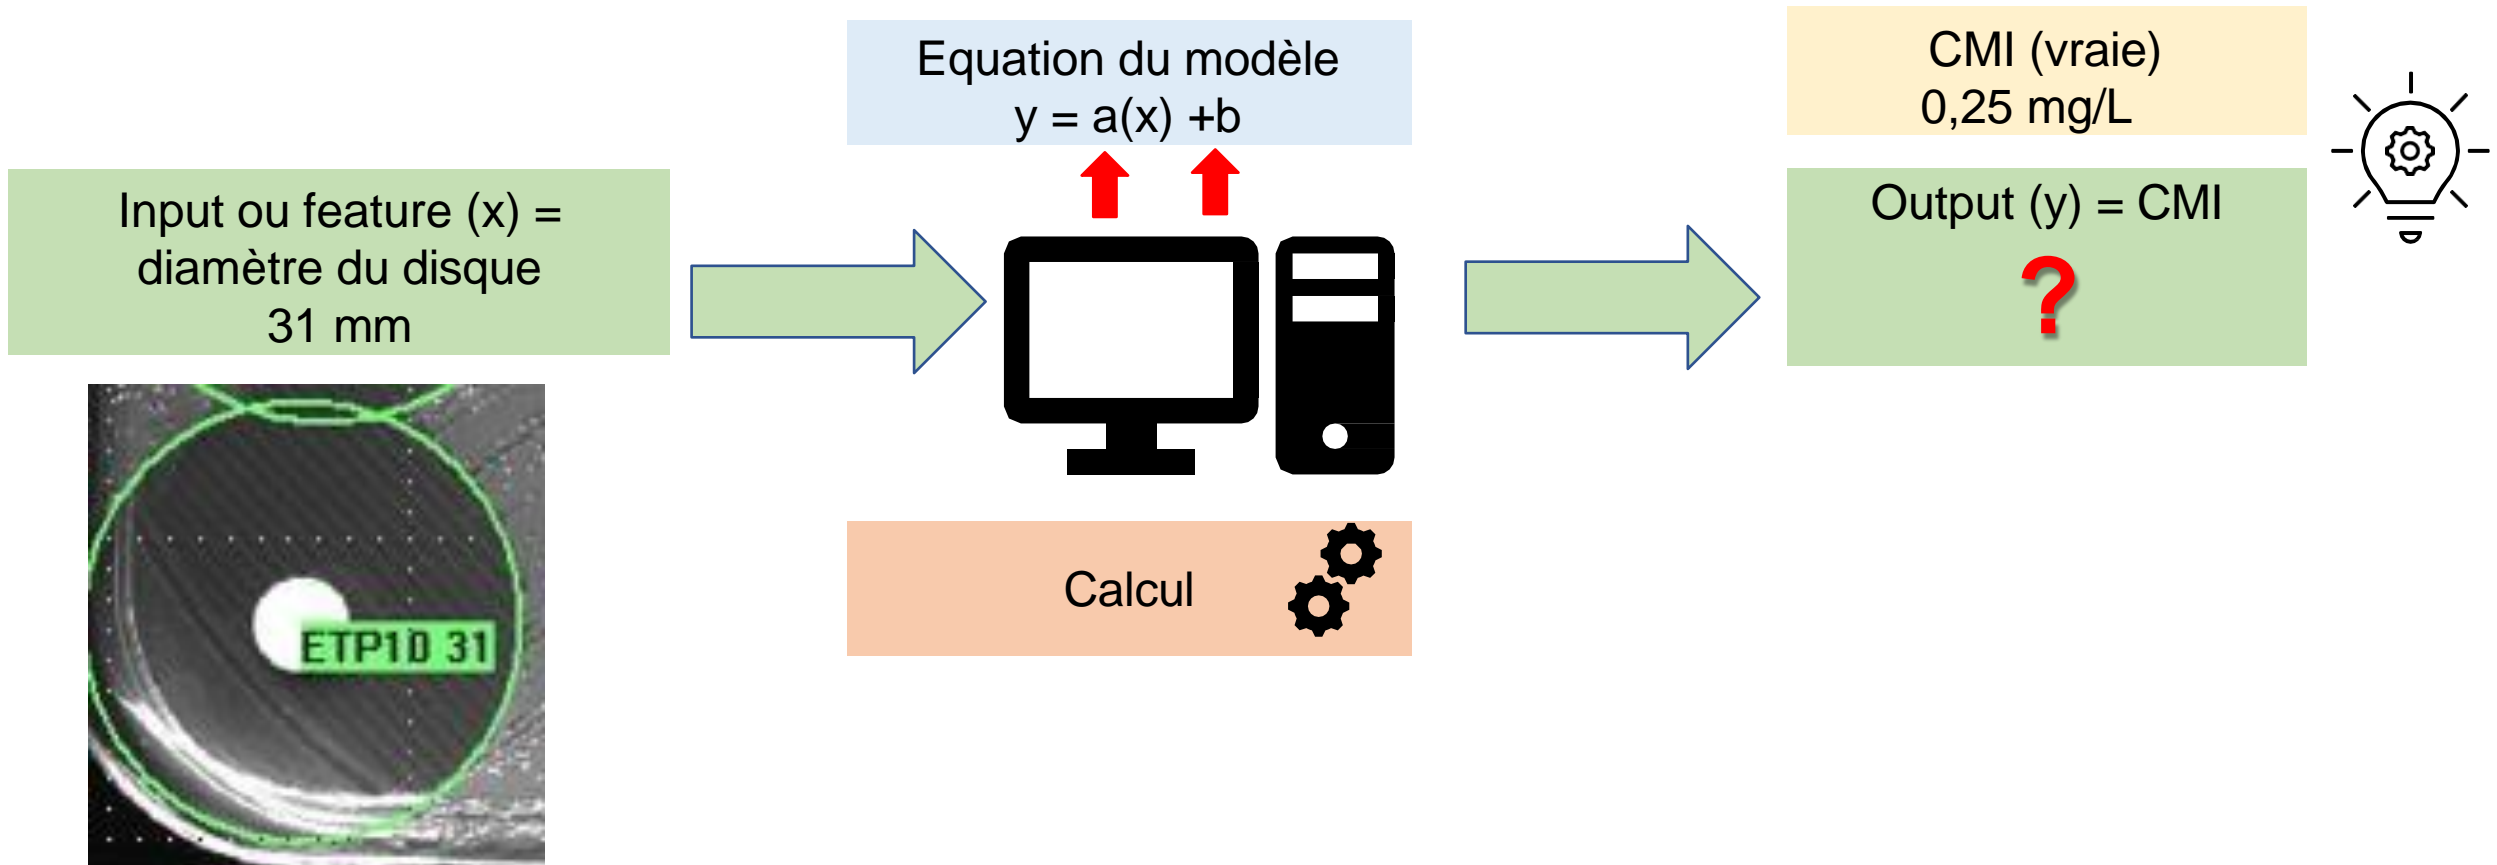 Equation du modèle
y = a(x) +b
CMI (vraie)
0,25 mg/L
Input ou feature (x) =
diamètre du disque
31 mm
Output (y) = CMI
?
ETP10 31
Calcul